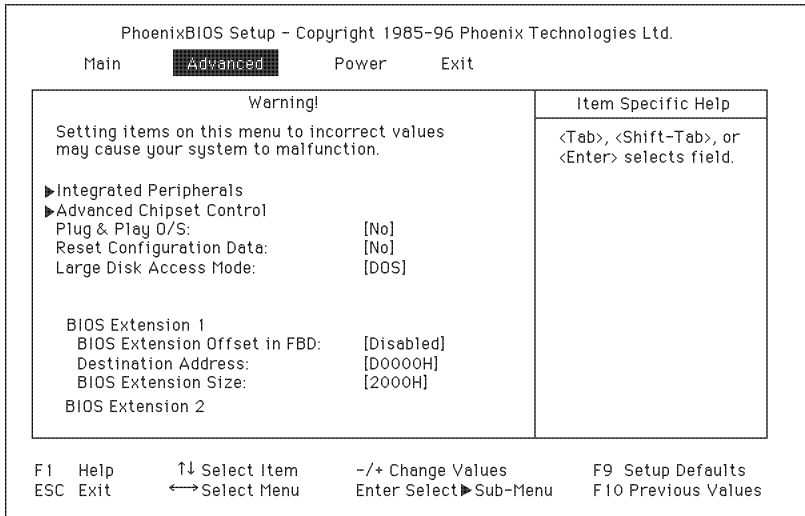 PhoenixBIOS Setup - Copyright 1985-96 Phoenix Technologies Ltd.
Main Advanced Power Exit
Warning!
Setting items on this menu to incorrect values
may cause your system to malfunction.
▶Integrated Peripherals
▶Advanced Chipset Control
Plug & Play O/S: [No]
Reset Configuration Data: [No]
Large Disk Access Mode: [DOS]
BIOS Extension 1
BIOS Extension Offset in FBD: [Disabled]
Destination Address: [D0000H]
BIOS Extension Size: [2000H]
BIOS Extension 2
Item Specific Help
<Tab>, <Shift-Tab>, or
<Enter> selects field.
F1 Help ↑↓ Select Item -/+ Change Values F9 Setup Defaults
ESC Exit ←→ Select Menu Enter Select▶Sub-Menu F10 Previous Values